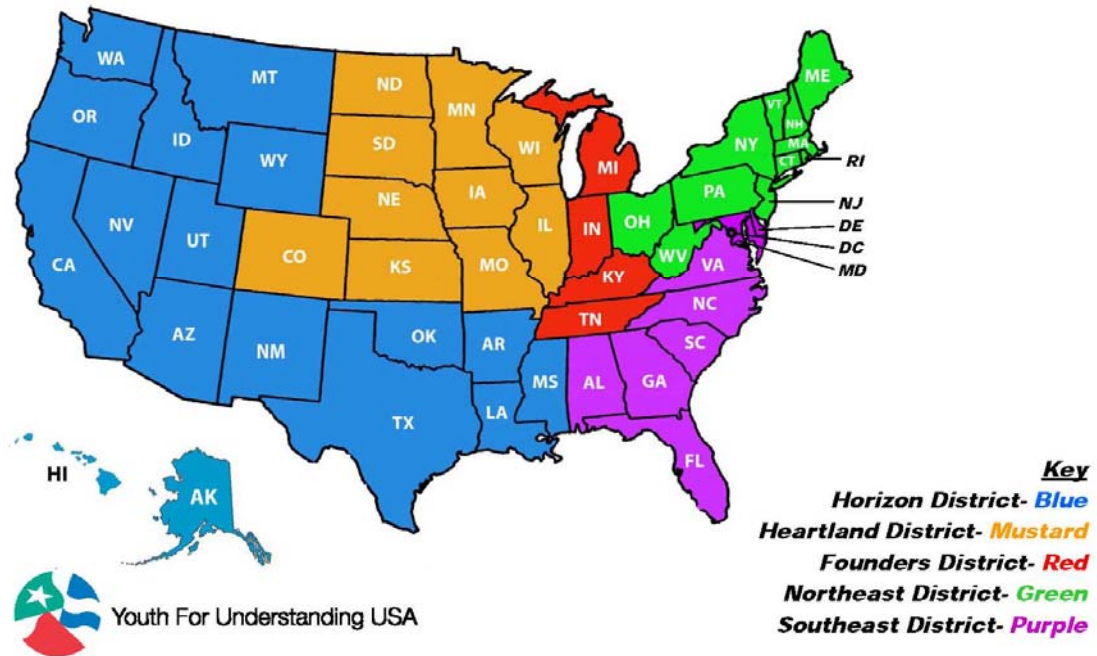 WA
MT
ND
MN
ME
OR
ID
VT
NH
WY
SD
WI
MI
NY
MA
CT
RI
NE
IA
PA
NJ
NV
UT
CO
IL
IN
OH
DE
CA
KS
MO
WV
VA
DC
KY
MD
TN
NC
AZ
NM
OK
AR
SC
MS
AL
GA
TX
LA
FL
HI
AK
Key
Horizon District- Blue
Heartland District- Mustard
Founders District- Red
Northeast District- Green
Southeast District- Purple
Youth For Understanding USA